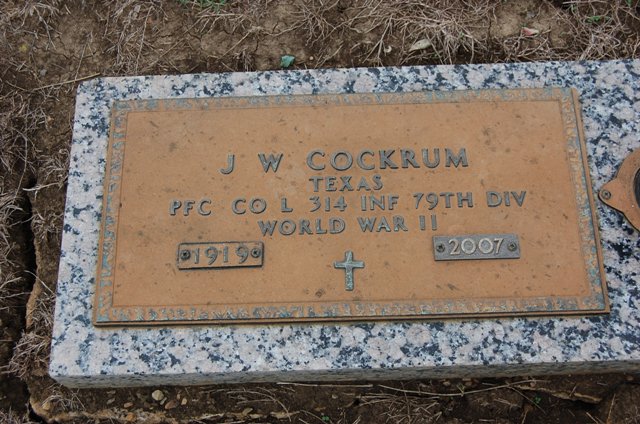 J W COCKRUM
TEXAS
PFC CO L 314 INF 79TH DIV
WORLD WAR II
1919 2007